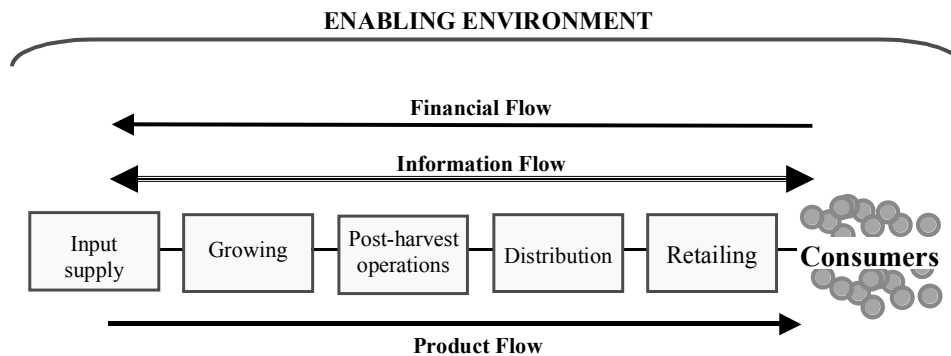 ENABLING ENVIRONMENT
Financial Flow
Information Flow
Input
supply
Growing
Post-harvest
operations
Distribution
Retailing
Consumers
Product Flow